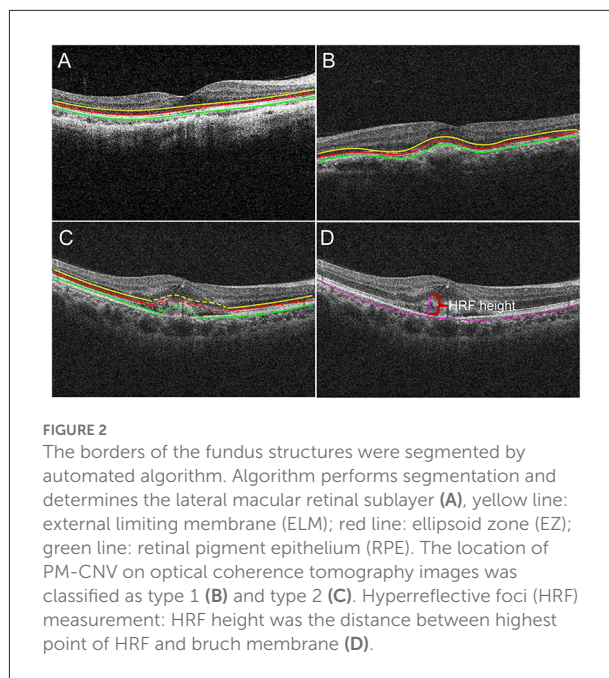 A
B
C
D
HRF height
FIGURE 2
The borders of the fundus structures were segmented by
automated algorithm. Algorithm performs segmentation and
determines the lateral macular retinal sublayer (A), yellow line:
external limiting membrane (ELM); red line: ellipsoid zone (EZ);
green line: retinal pigment epithelium (RPE). The location of
PM-CNV on optical coherence tomography images was
classified as type 1 (B) and type 2 (C). Hyperreflective foci (HRF)
measurement: HRF height was the distance between highest
point of HRF and bruch membrane (D).